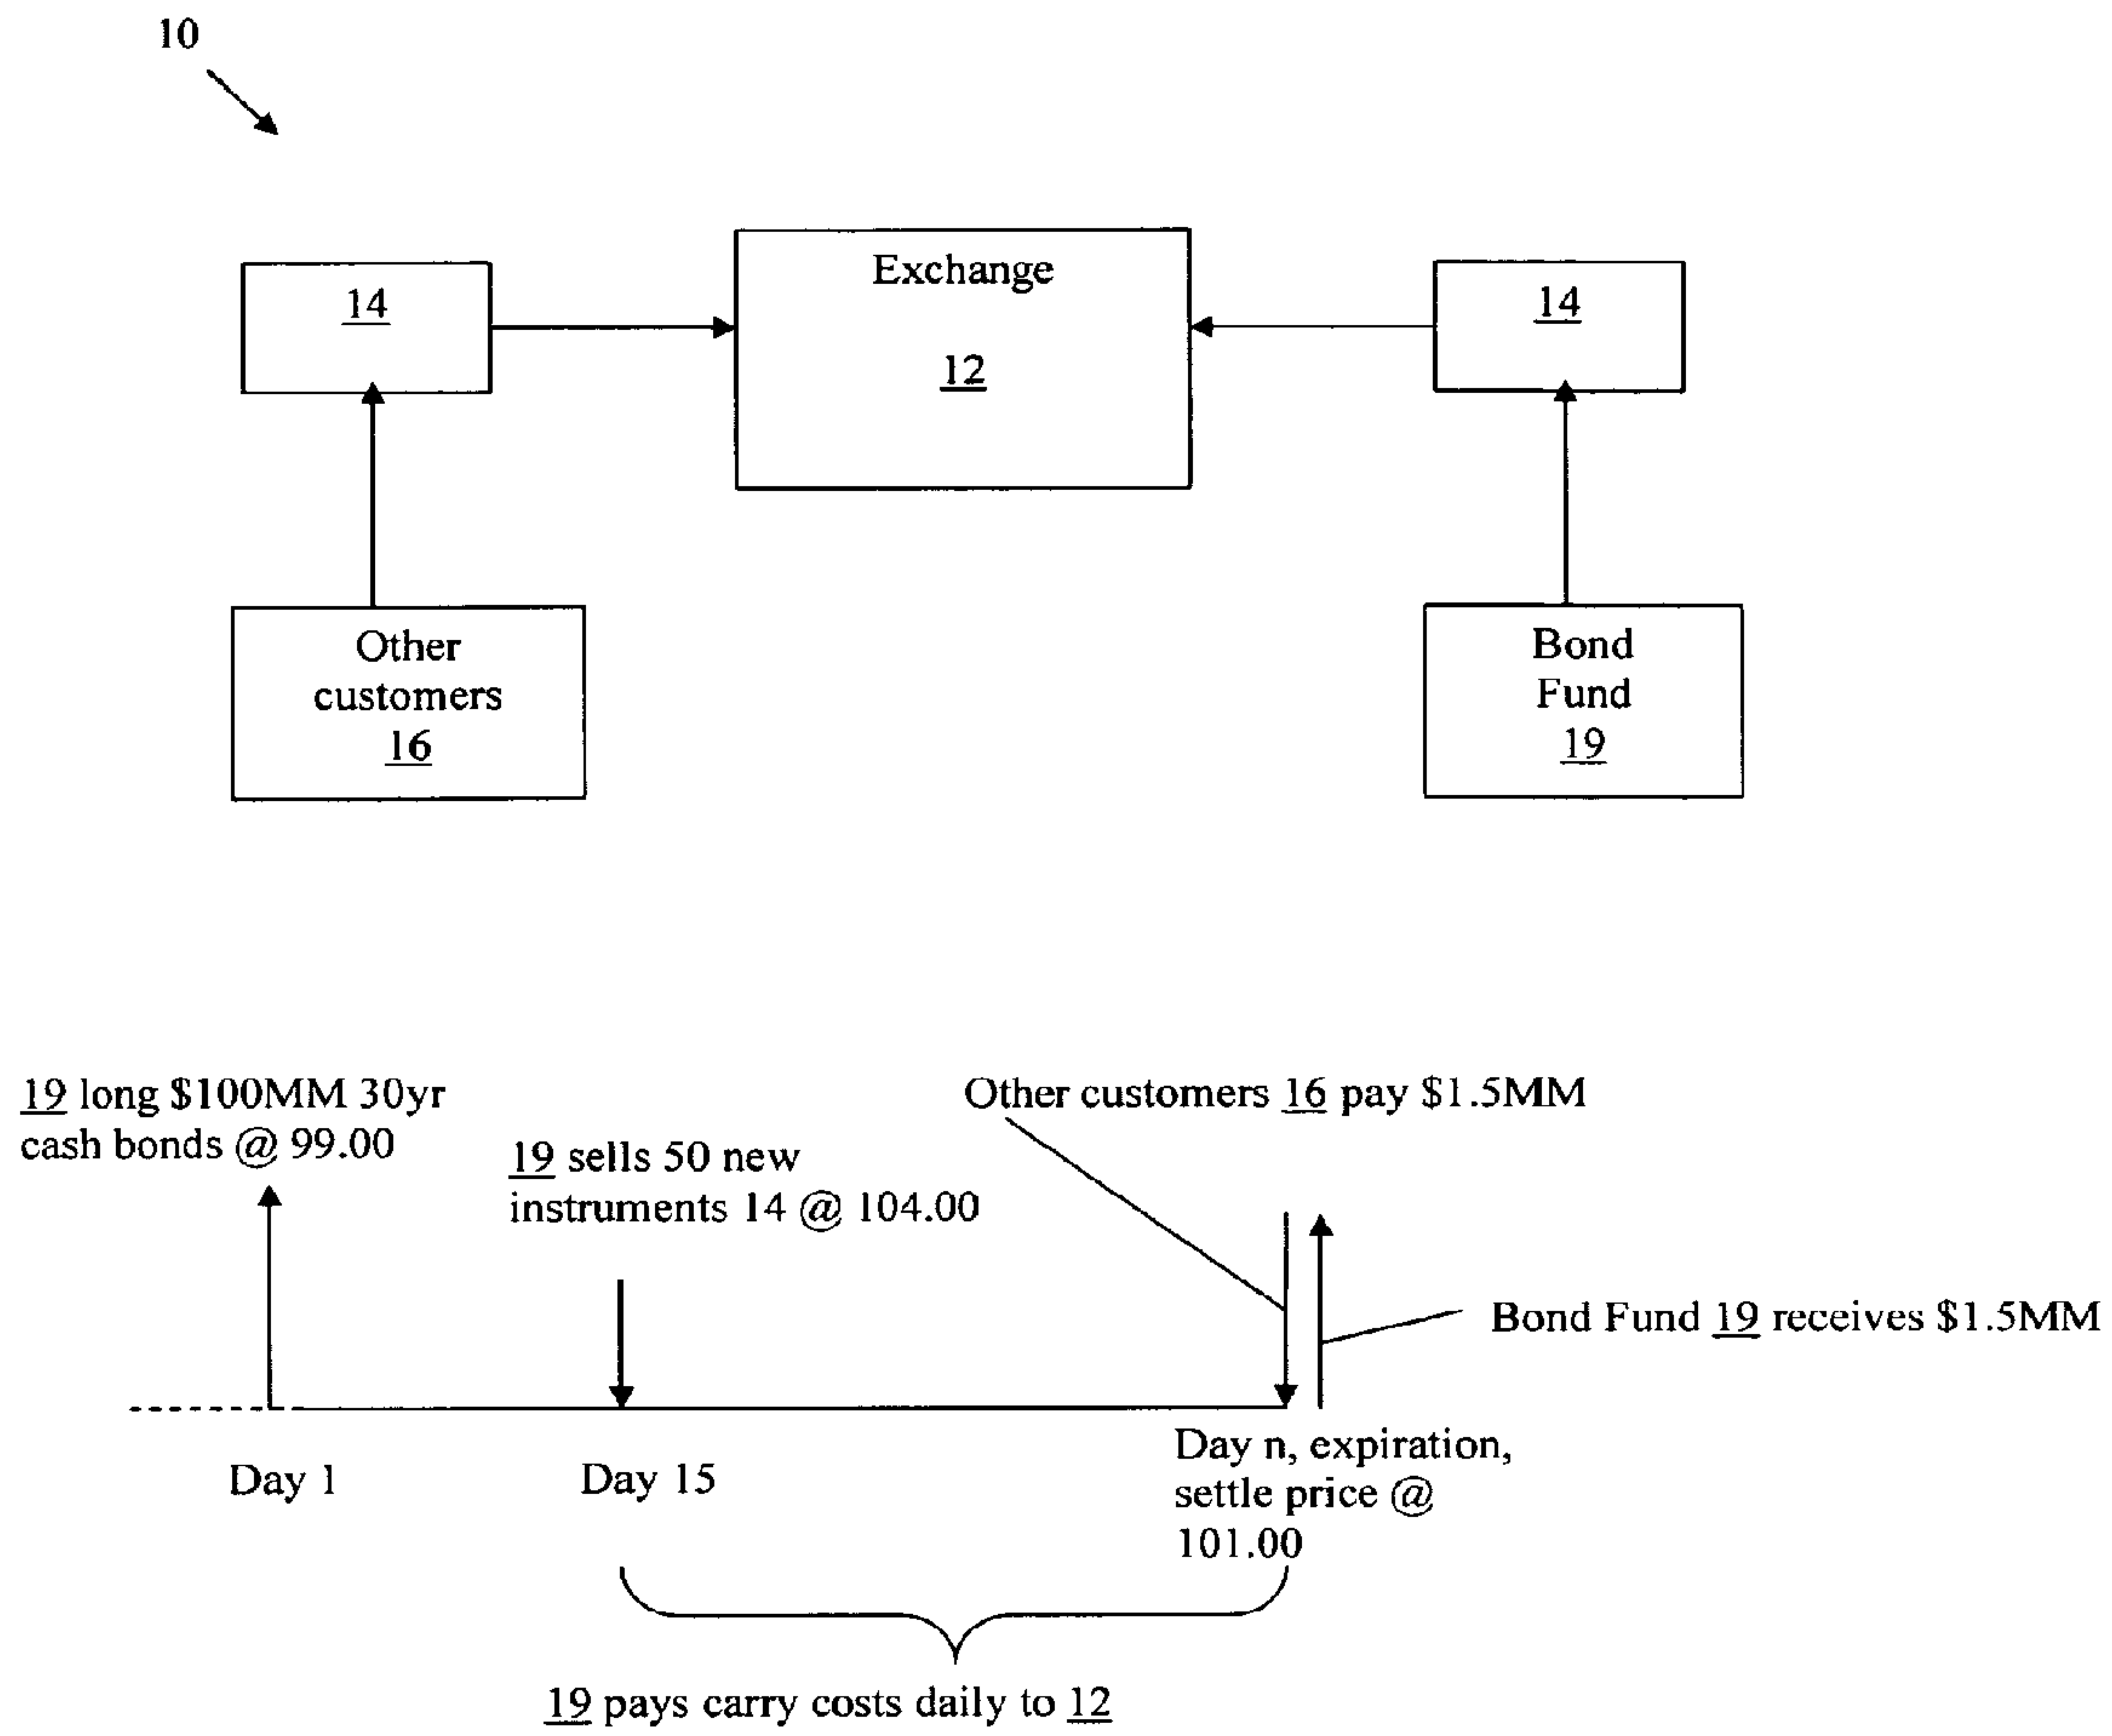 10
14
Exchange
12
14
Other
customers
16
Bond
Fund
19
19 long $100MM 30yr
cash bonds @ 99.00
19 sells 50 new
instruments 14 @ 104.00
Other customers 16 pay $1.5MM
Bond Fund 19 receives $1.5MM
Day 1
Day 15
Day n, expiration,
settle price @
101.00
19 pays carry costs daily to 12